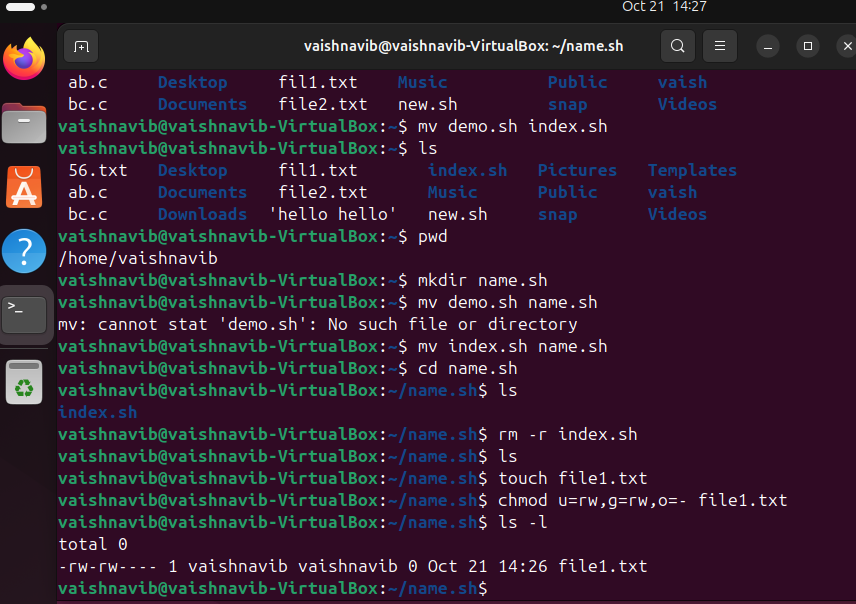 Oct 21 14:27
vaishnavib@vaishnavib-VirtualBox: ~/name.sh
ab.c Desktop fil1.txt Music Public vaish
bc.c Documents file2.txt new.sh snap Videos
vaishnavib@vaishnavib-VirtualBox:~$ mv demo.sh index.sh
vaishnavib@vaishnavib-VirtualBox:~$ ls
56.txt Desktop fil1.txt index.sh Pictures Templates
ab.c Documents file2.txt Music Public vaish
bc.c Downloads 'hello hello' new.sh snap Videos
vaishnavib@vaishnavib-VirtualBox:~$ pwd
/home/vaishnavib
vaishnavib@vaishnavib-VirtualBox:~$ mkdir name.sh
vaishnavib@vaishnavib-VirtualBox:~$ mv demo.sh name.sh
mv: cannot stat 'demo.sh': No such file or directory
vaishnavib@vaishnavib-VirtualBox:~$ mv index.sh name.sh
vaishnavib@vaishnavib-VirtualBox:~$ cd name.sh
vaishnavib@vaishnavib-VirtualBox:~/name.sh$ ls
index.sh
vaishnavib@vaishnavib-VirtualBox:~/name.sh$ rm -r index.sh
vaishnavib@vaishnavib-VirtualBox:~/name.sh$ ls
vaishnavib@vaishnavib-VirtualBox:~/name.sh$ touch file1.txt
vaishnavib@vaishnavib-VirtualBox:~/name.sh$ chmod u=rw,g=rw,o=- file1.txt
vaishnavib@vaishnavib-VirtualBox:~/name.sh$ ls -l
total 0
-rw-rw---- 1 vaishnavib vaishnavib 0 Oct 21 14:26 file1.txt
vaishnavib@vaishnavib-VirtualBox:~/name.sh$